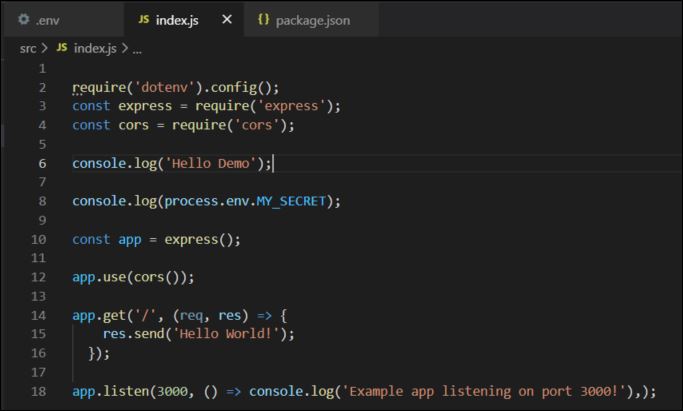 .env
JS index.js ×
{} package.json
src > JS index.js > ...
1
2 require('dotenv').config();
3 const express = require('express');
4 const cors = require('cors');
5
6 console.log('Hello Demo');
7
8 console.log(process.env.MY_SECRET);
9
10 const app = express();
11
12 app.use(cors());
13
14 app.get('/', (req, res) => {
15 res.send('Hello World!');
16 });
17
18 app.listen(3000, () => console.log('Example app listening on port 3000!'),);